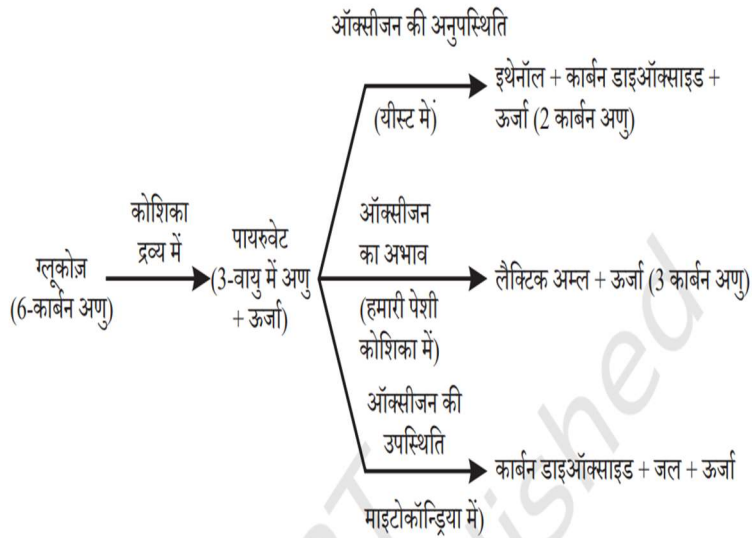 ऑक्सीजन की अनुपस्थिति
(यीस्ट में)
इथेनॉल + कार्बन डाइऑक्साइड +
ऊर्जा (2 कार्बन अणु)
ग्लूकोज़
(6-कार्बन अणु)
कोशिका
द्रव्य में
पायरुवेट
(3-वायु में अणु
+ ऊर्जा)
ऑक्सीजन
का अभाव
(हमारी पेशी
कोशिका में)
लैक्टिक अम्ल + ऊर्जा (3 कार्बन अणु)
ऑक्सीजन की
उपस्थिति
माइटोकॉन्ड्रिया में)
कार्बन डाइऑक्साइड + जल + ऊर्जा